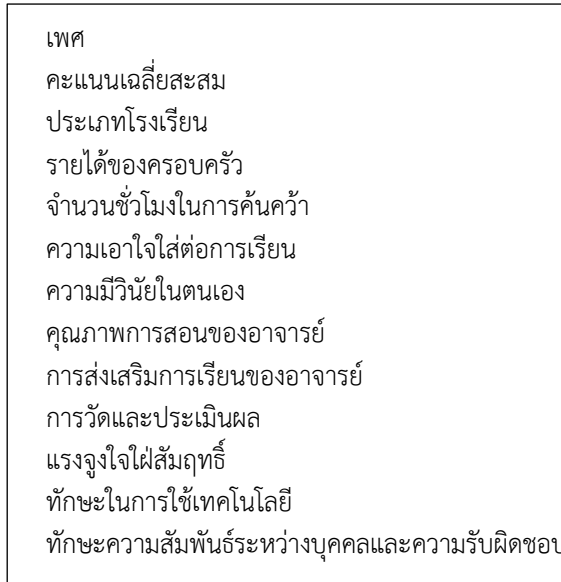 เพศ
คะแนนเฉลี่ยสะสม
ประเภทโรงเรียน
รายได้ของครอบครัว
จำนวนชั่วโมงในการค้นคว้า
ความเอาใจใส่ต่อการเรียน
ความมีวินัยในตนเอง
คุณภาพการสอนของอาจารย์
การส่งเสริมการเรียนของอาจารย์
การวัดและประเมินผล
แรงจูงใจใฝ่สัมฤทธิ์
ทักษะในการใช้เทคโนโลยี
ทักษะความสัมพันธ์ระหว่างบุคคลและความรับผิดชอบ